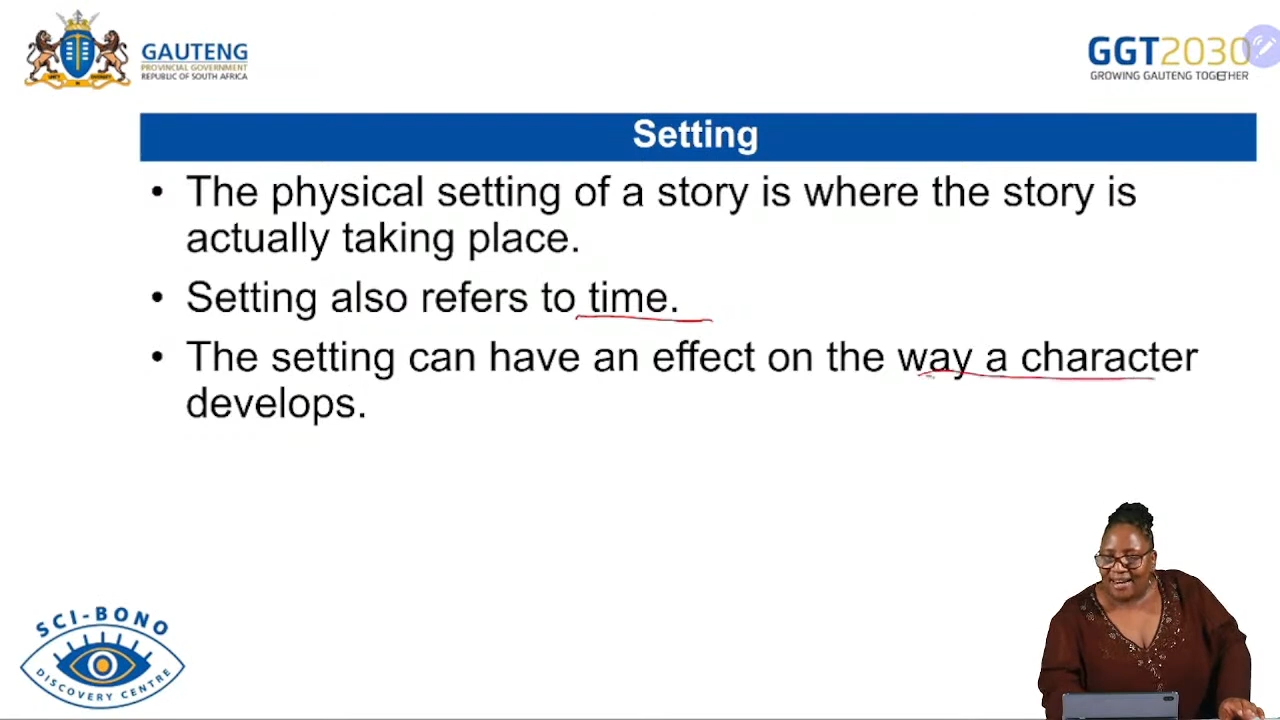 GAUTENG
PROVINCIAL GOVERNMENT
REPUBLIC OF SOUTH AFRICA
GGT2030
GROWING GAUTENG TOGETHER
Setting
• The physical setting of a story is where the story is
actually taking place.
• Setting also refers to time.
• The setting can have an effect on the way a character
develops.
SCI-BONO
DISCOVERY CENTRE